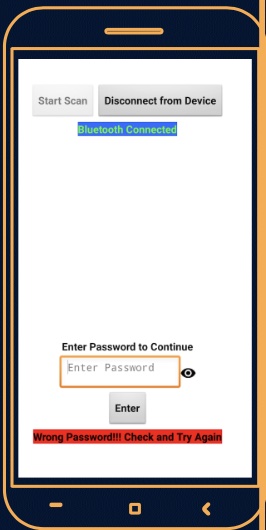 Start Scan Disconnect from Device
Bluetooth Connected
Enter Password to Continue
Enter Password
Enter
Wrong Password!!! Check and Try Again